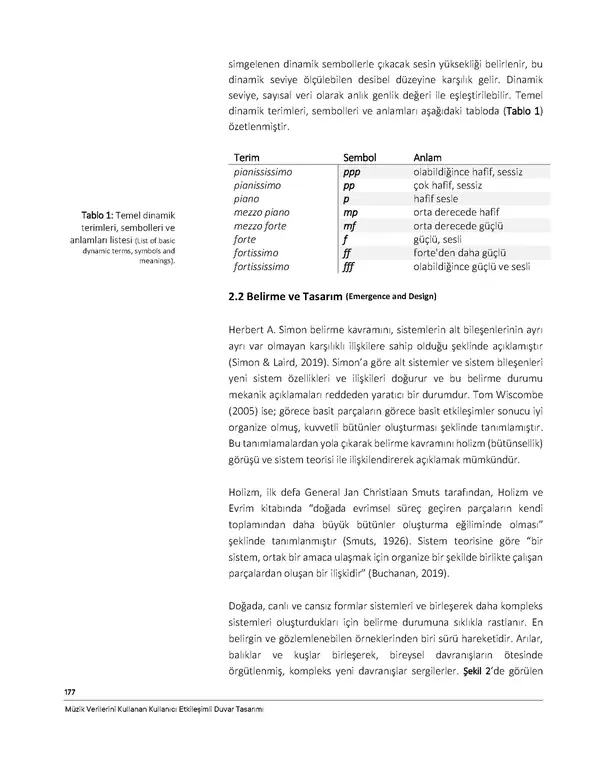 simgelenen dinamik sembollerle çıkacak sesin yüksekliği belirlenir, bu
dinamik seviye ölçülebilen desibel düzeyine karşılık gelir. Dinamik
seviye, sayısal veri olarak anlık genlik değeri ile eşleştirilebilir. Temel
dinamik terimleri, sembolleri ve anlamları aşağıdaki tabloda (Tablo 1)
özetlenmiştir.
Terim Sembol Anlam
pianississimo ppp olabildiğince hafif, sessiz
pianissimo pp çok hafif, sessiz
piano p hafif sesle
mezzo piano mp orta derecede hafif
mezzo forte mf orta derecede güçlü
forte f güçlü, sesli
fortissimo ff forte'den daha güçlü
fortississimo fff olabildiğince güçlü ve sesli
Tablo 1: Temel dinamik
terimleri, sembolleri ve
anlamları listesi (List of basic
dynamic terms, symbols and
meanings).
2.2 Belirme ve Tasarım (Emergence and Design)
Herbert A. Simon belirme kavramını, sistemlerin alt bileşenlerinin ayrı
ayrı var olmayan karşılıklı ilişkilere sahip olduğu şeklinde açıklamıştır
(Simon & Laird, 2019). Simon'a göre alt sistemler ve sistem bileşenleri
yeni sistem özellikleri ve ilişkileri doğurur ve bu belirme durumu
mekanik açıklamaları reddeden yaratıcı bir durumdur. Tom Wiscombe
(2005) ise; görece basit parçaların görece basit etkileşimler sonucu iyi
organize olmuş, kuvvetli bütünler oluşturması şeklinde tanımlamıştır.
Bu tanımlamalardan yola çıkarak belirme kavramını holizm (bütünsellik)
görüşü ve sistem teorisi ile ilişkilendirerek açıklamak mümkündür.
Holizm, ilk defa General Jan Christiaan Smuts tarafından, Holizm ve
Evrim kitabında “doğada evrimsel süreç geçiren parçaların kendi
toplamından daha büyük bütünler oluşturma eğiliminde olması”
şeklinde tanımlanmıştır (Smuts, 1926). Sistem teorisine göre “bir
sistem, ortak bir amaca ulaşmak için organize bir şekilde birlikte çalışan
parçalardan oluşan bir ilişkidir” (Buchanan, 2019).
Doğada, canlı ve cansız formlar sistemleri ve birleşerek daha kompleks
sistemleri oluşturdukları için belirme durumuna sıklıkla rastlanır. En
belirgin ve gözlemlenebilen örneklerinden biri sürü hareketidir. Arılar,
balıklar ve kuşlar birleşerek, bireysel davranışların ötesinde
örgütlenmiş, kompleks yeni davranışlar sergilerler. Şekil 2'de görülen
177
Müzik Verilerini Kullanan Kullanıcı Etkileşimli Duvar Tasarımı